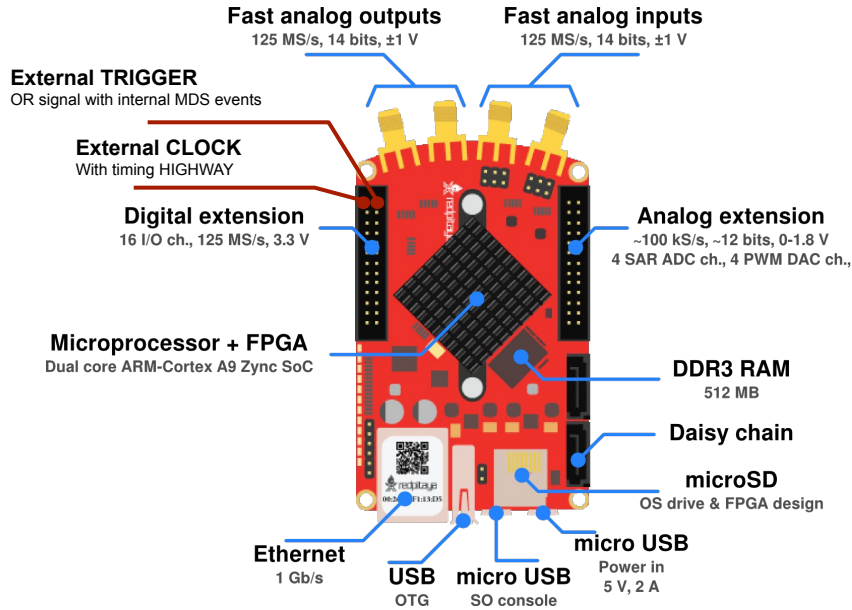 Fast analog outputs
125 MS/s, 14 bits, ±1 V
Fast analog inputs
125 MS/s, 14 bits, ±1 V
External TRIGGER
OR signal with internal MDS events
External CLOCK
With timing HIGHWAY
Digital extension
16 I/O ch., 125 MS/s, 3.3 V
Analog extension
~100 kS/s, ~12 bits, 0-1.8 V
4 SAR ADC ch., 4 PWM DAC ch.,
redpitaya
Microprocessor + FPGA
Dual core ARM-Cortex A9 Zync SoC
DDR3 RAM
512 MB
Daisy chain
microSD
OS drive & FPGA design
redpitaya
Ethernet
1 Gb/s
USB
OTG
micro USB
SO console
micro USB
Power in
5 V, 2 A